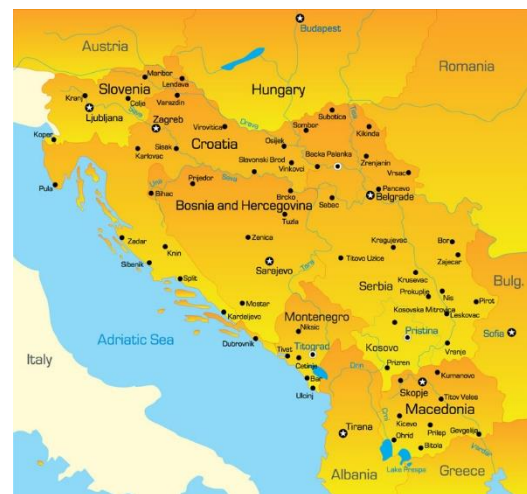 Budapest
Austria
Romania
Maribor
Slovenia
Lendava
Hungary
Kranj
Celje
Varazdin
Ljubljana
Sava
Zagreb
Virovitica
Drava
Subotica
Sombor
Tisa
Kikinda
Koper
Karlovac
Sisek
Croatia
Osijek
Backa Palanka
Zrenjanin
Slavonski Brod
Vinkovci
Vrsac
Pula
Una
Prijedor
Sava
Pancevo
Bihac
Brcko
Belgrade
Bosnia and Hercegovina
Sabac
Tuzla
Zadar
Knin
Zenica
Kragujevac
Bor
Sibenik
Sarajevo
Tara
Titovo Uzice
Zajecar
Split
Krusevac
Bulg.
Serbia
Prokuplje
Nis
Mostar
Kosovska Mitrovica
Pirot
Kardeljevo
Montenegro
Leskovac
Niksic
Pristina
Sofia
Adriatic Sea
Dubrovnik
Titograd
Kosovo
Vranje
Italy
Tivat
Cetinje
Drin
Prizren
Bar
Skopje
Kumanovo
Ulcinj
Titov Veles
Macedonia
Kicevo
Tirana
Ohrid
Prilep
Gevgelija
Bitola
Vardar
Albania
Lake Prespa
Greece